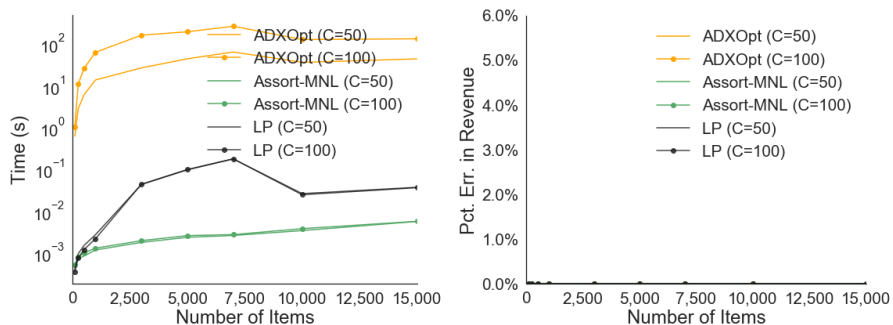 10^2
10^1
10^0
10^-1
10^-2
10^-3
Time (s)
ADXOpt (C=50)
ADXOpt (C=100)
Assort-MNL (C=50)
Assort-MNL (C=100)
LP (C=50)
LP (C=100)
0
2,500
5,000
7,500
10,000
15,000
Number of Items
6.0%
5.0%
4.0%
3.0%
2.0%
1.0%
0.0%
Pct. Err. in Revenue
ADXOpt (C=50)
ADXOpt (C=100)
Assort-MNL (C=50)
Assort-MNL (C=100)
LP (C=50)
LP (C=100)
0
2,500
5,000
7,500
10,000
15,000
Number of Items